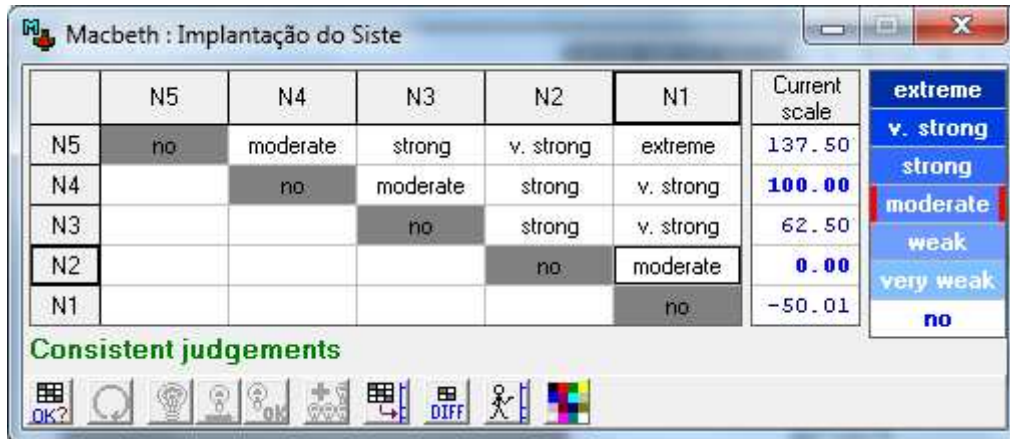 Macbeth : Implantação do Siste
N5 N4 N3 N2 N1 Current scale
N5 no moderate strong v. strong extreme 137.50
N4 no moderate strong v. strong 100.00
N3 no strong v. strong 62.50
N2 no moderate 0.00
N1 no -50.01
extreme
v. strong
strong
moderate
weak
very weak
no
Consistent judgements
OK? OK DIFF